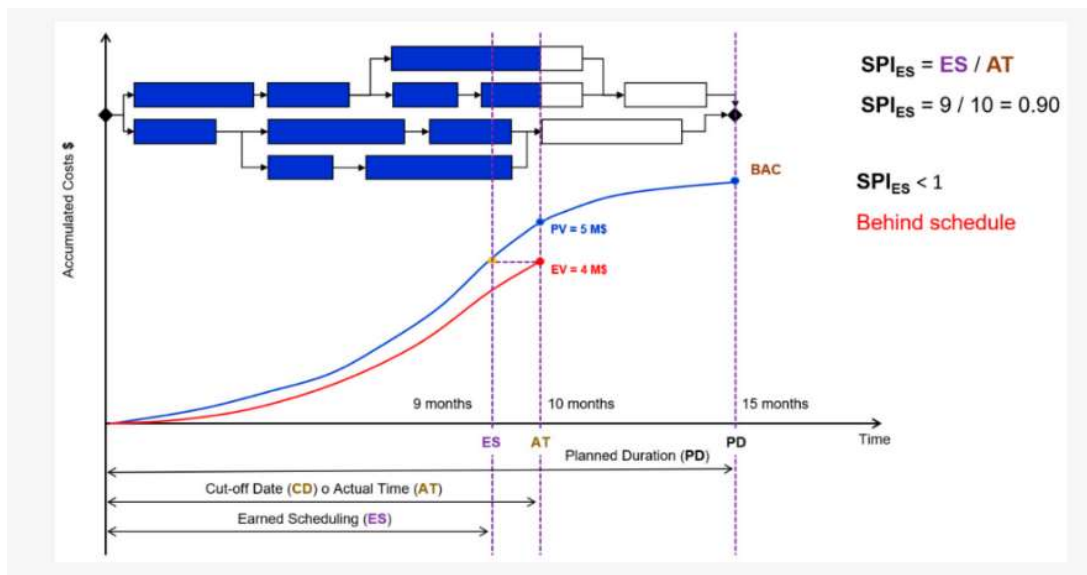 Accumulated Costs $
SPIES = ES / AT
SPIES = 9 / 10 = 0.90
SPIES < 1
Behind schedule
BAC
PV = 5 M$
EV = 4 M$
9 months
10 months
15 months
ES
AT
PD
Time
Planned Duration (PD)
Cut-off Date (CD) o Actual Time (AT)
Earned Scheduling (ES)